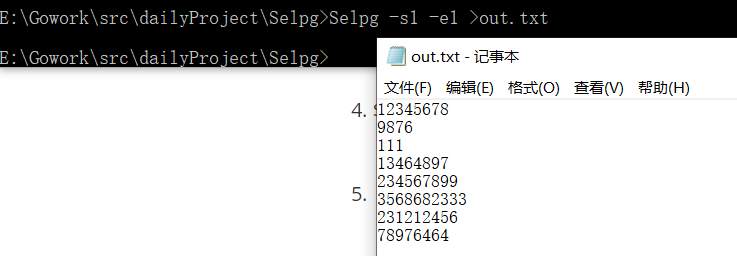 E:\Gowork\src\dailyProject\Selpg>Selpg -s1 -e1 >out.txt
E:\Gowork\src\dailyProject\Selpg>
out.txt - 记事本
文件(F) 编辑(E) 格式(O) 查看(V) 帮助(H)
4.
12345678
9876
111
13464897
5.
234567899
3568682333
231212456
78976464